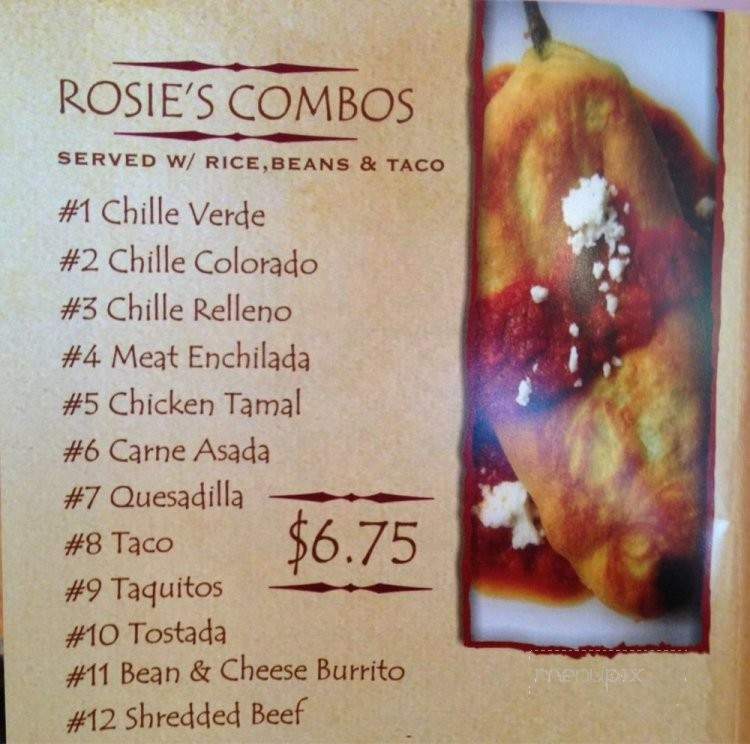 ROSIE'S COMBOS
SERVED W/ RICE,BEANS & TACO
#1 Chille Verde
#2 Chille Colorado
#3 Chille Relleno
#4 Meat Enchilada
#5 Chicken Tamal
#6 Carne Asada
#7 Quesadilla
#8 Taco
$6.75
#9 Taquitos
#10 Tostada
#11 Bean & Cheese Burrito
#12 Shredded Beef
menupix